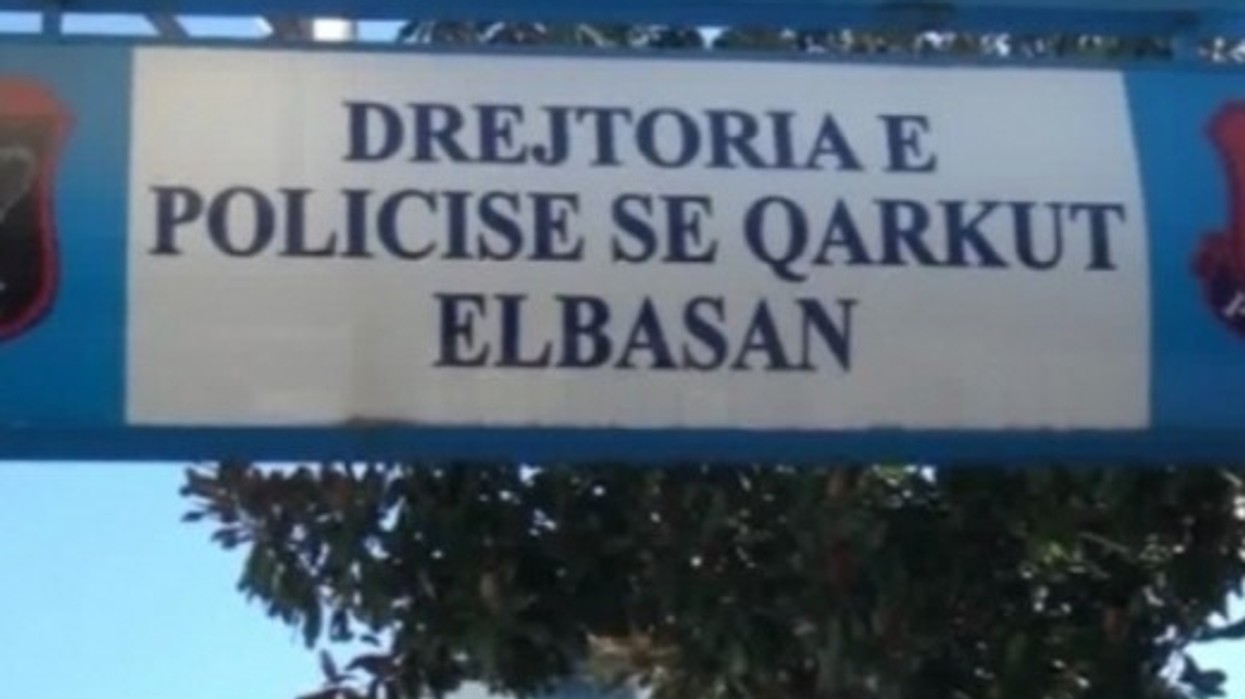 DREJTORIA E
POLICISE SE QARKUT
ELBASAN